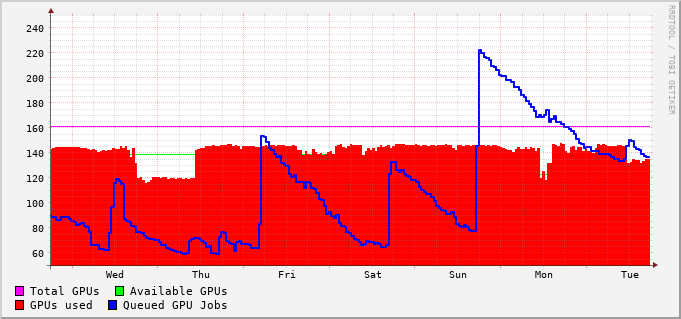 RRDTOOL / TOBI OETIKER
240
220
200
180
160
140
120
100
80
60
Wed Thu Fri Sat Sun Mon Tue
Total GPUs Available GPUs
GPUs used Queued GPU Jobs